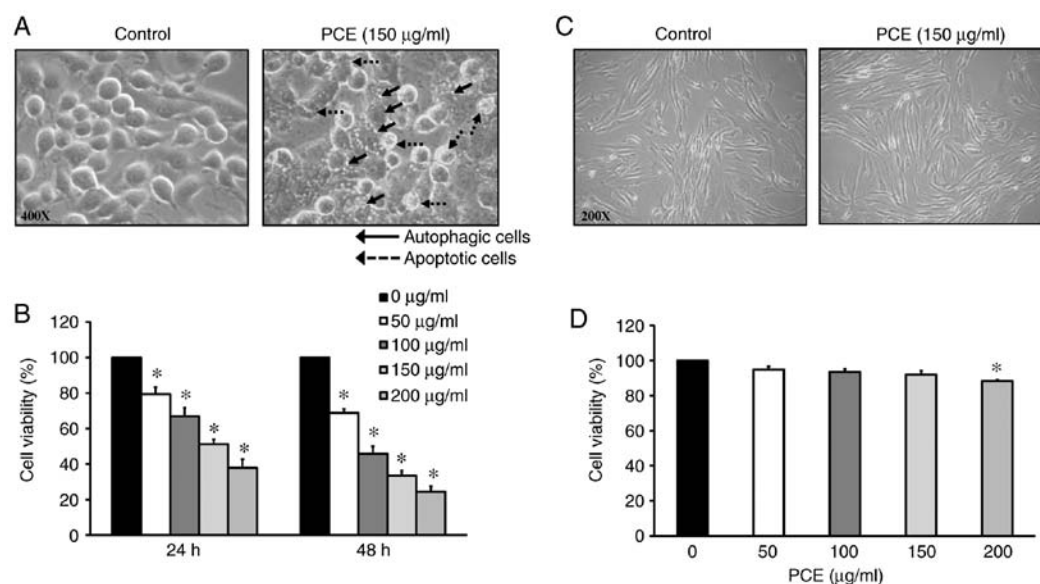 A
Control
PCE (150 µg/ml)
400X
Autophagic cells
Apoptotic cells
C
Control
PCE (150 µg/ml)
200X
B
0 µg/ml
50 µg/ml
100 µg/ml
150 µg/ml
200 µg/ml
Cell viability (%)
120
100
80
60
40
20
0
* * * *
* * * *
24 h 48 h
D
Cell viability (%)
120
100
80
60
40
20
0
*
0 50 100 150 200
PCE (µg/ml)